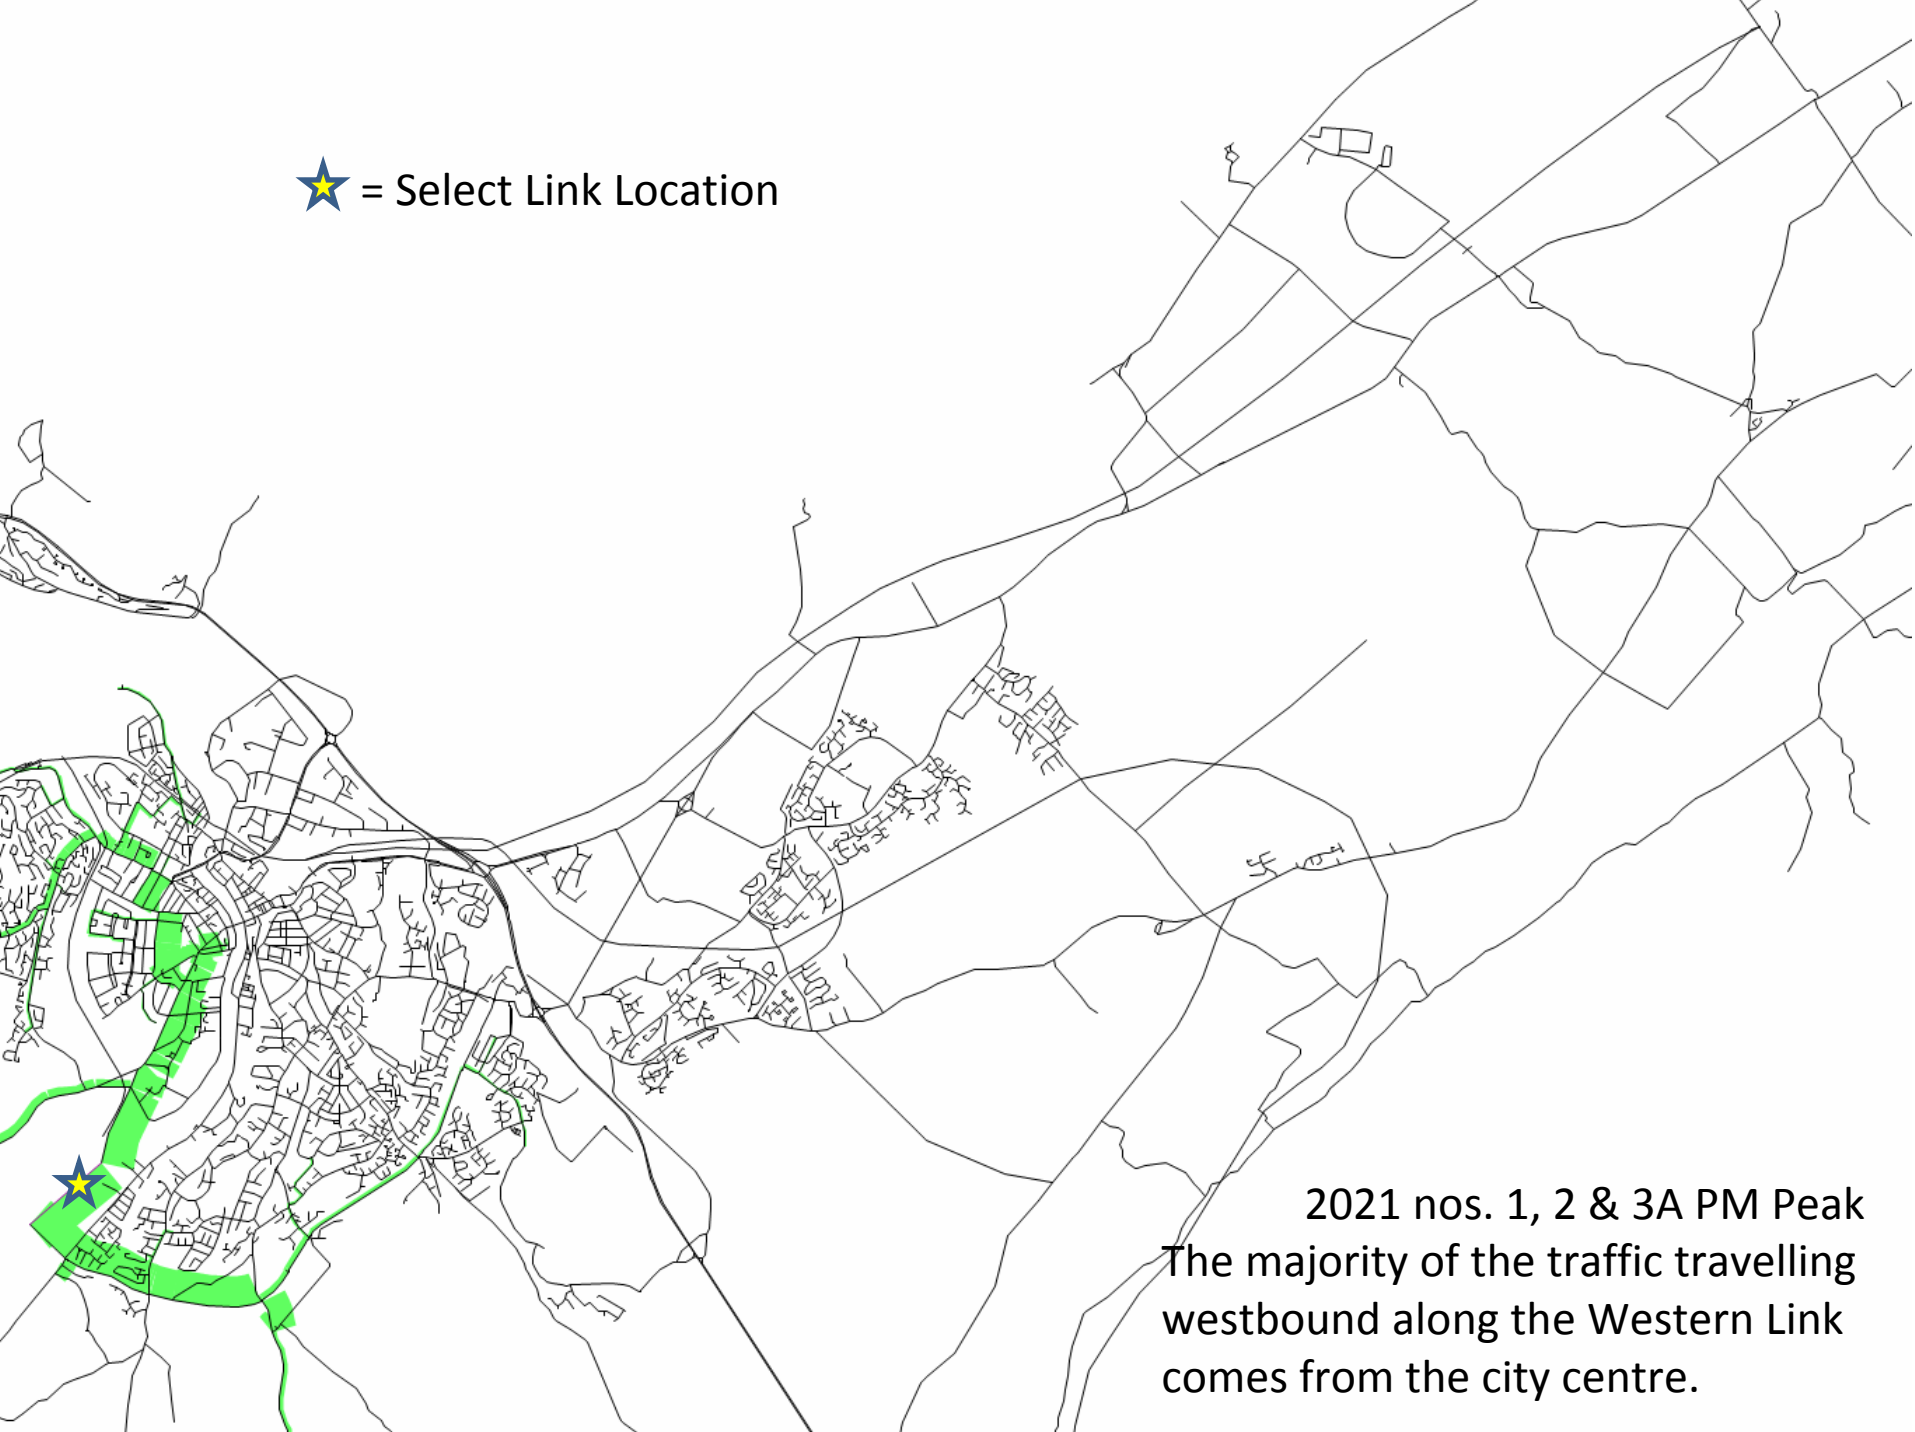 = Select Link Location
2021 nos. 1, 2 & 3A PM Peak
The majority of the traffic travelling
westbound along the Western Link
comes from the city centre.